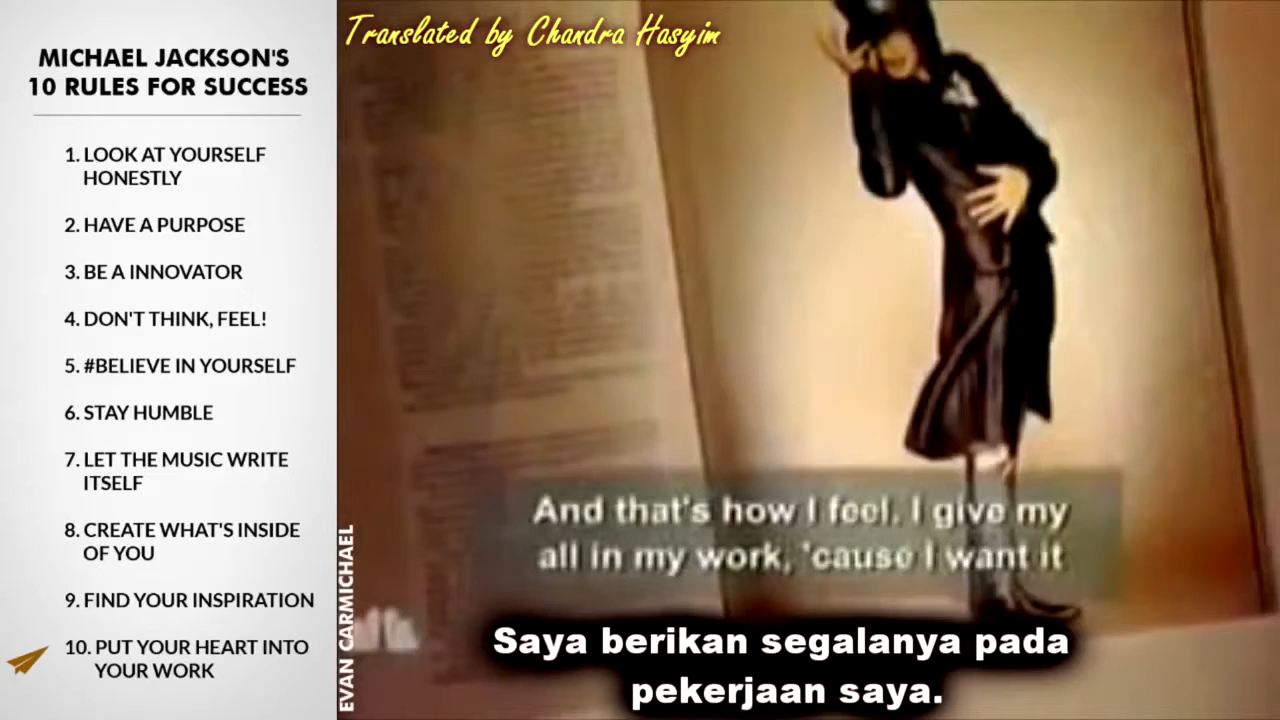 MICHAEL JACKSON'S
10 RULES FOR SUCCESS
1. LOOK AT YOURSELF
HONESTLY
2. HAVE A PURPOSE
3. BE A INNOVATOR
4. DON'T THINK, FEEL!
5. #BELIEVE IN YOURSELF
6. STAY HUMBLE
7. LET THE MUSIC WRITE
ITSELF
8. CREATE WHAT'S INSIDE
OF YOU
9. FIND YOUR INSPIRATION
10. PUT YOUR HEART INTO
YOUR WORK
EVAN CARMICHAEL
Translated by Chandra Hasyim
And that's how I feel. I give my
all in my work, 'cause I want it
Saya berikan segalanya pada
pekerjaan saya.